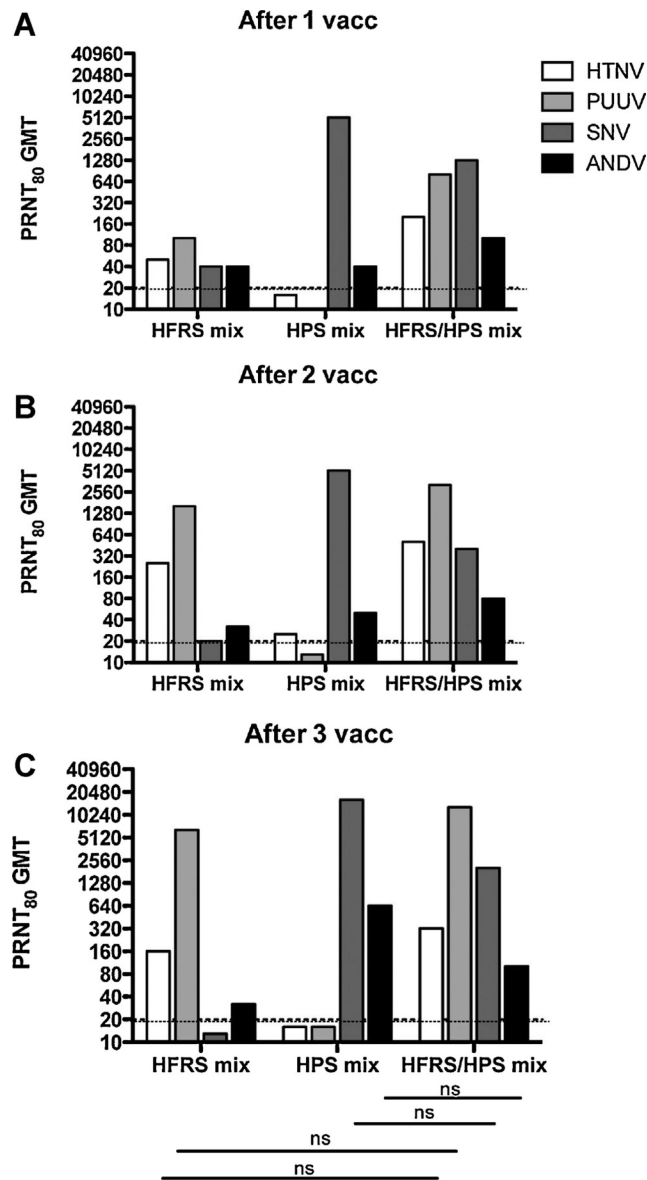 A
After 1 vacc
PRNT80 GMT
40960
20480
10240
5120
2560
1280
640
320
160
80
40
20
10
HFRS mix
HPS mix
HFRS/HPS mix
HTNV
PUUV
SNV
ANDV
B
After 2 vacc
PRNT80 GMT
40960
20480
10240
5120
2560
1280
640
320
160
80
40
20
10
HFRS mix
HPS mix
HFRS/HPS mix
C
After 3 vacc
PRNT80 GMT
40960
20480
10240
5120
2560
1280
640
320
160
80
40
20
10
HFRS mix
HPS mix
HFRS/HPS mix
ns
ns
ns
ns